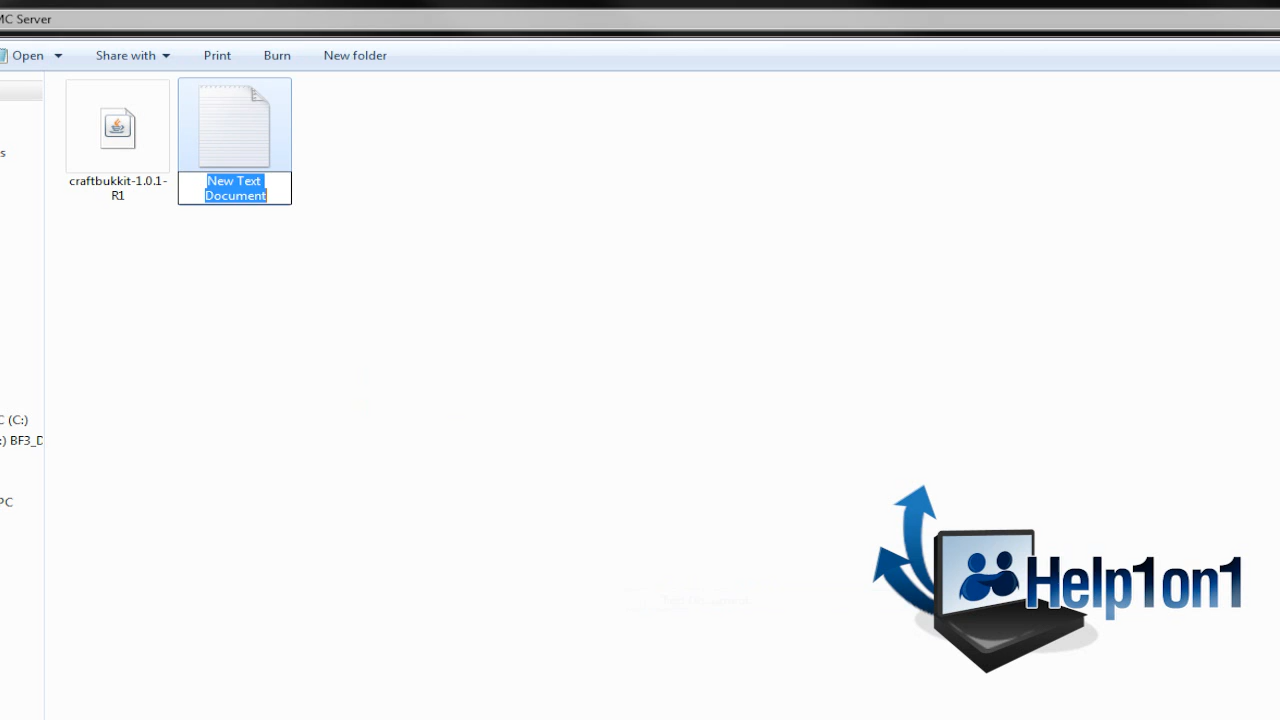 MC Server
Open
Share with
Print
Burn
New folder
craftbukkit-1.0.1-
R1
New Text
Document
s
C (C:)
:) BF3_D
PC
Help1on1